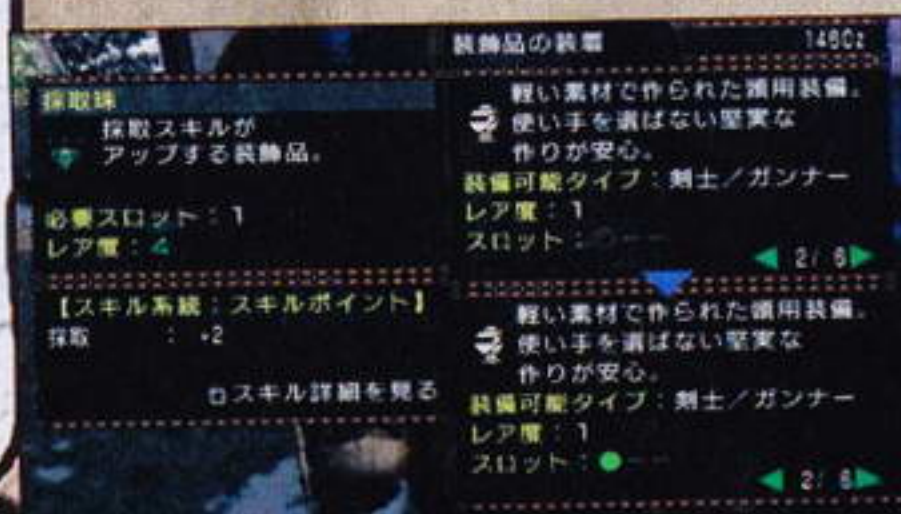 装飾品の装着 1460z
採取珠
採取スキルが
アップする装飾品。
必要スロット：1
レア度：4
【スキル系統：スキルポイント】
採取 ： +2
スキル詳細を見る
軽い素材で作られた頭用装備。
使い手を選ばない堅実な
作りが安心。
装備可能タイプ：剣士／ガンナー
レア度：1
スロット：○--
◀ 2/ 6▶
軽い素材で作られた頭用装備。
使い手を選ばない堅実な
作りが安心。
装備可能タイプ：剣士／ガンナー
レア度：1
スロット：●--
◀ 2/ 6▶